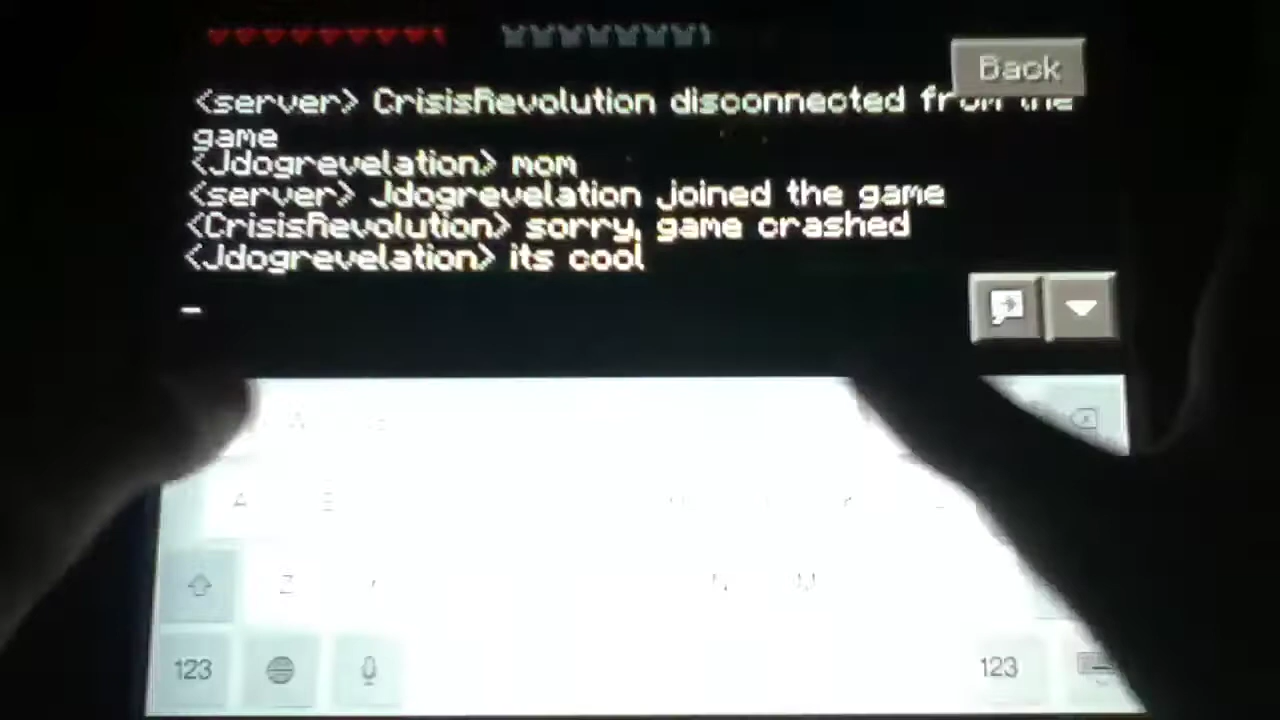 Back
<server> CrisisRevolution disconnected from the
game
<Jdogrevelation> mom
<server> Jdogrevelation joined the game
<CrisisRevolution> sorry, game crashed
<Jdogrevelation> its cool
_
A
Z
N M
123 123